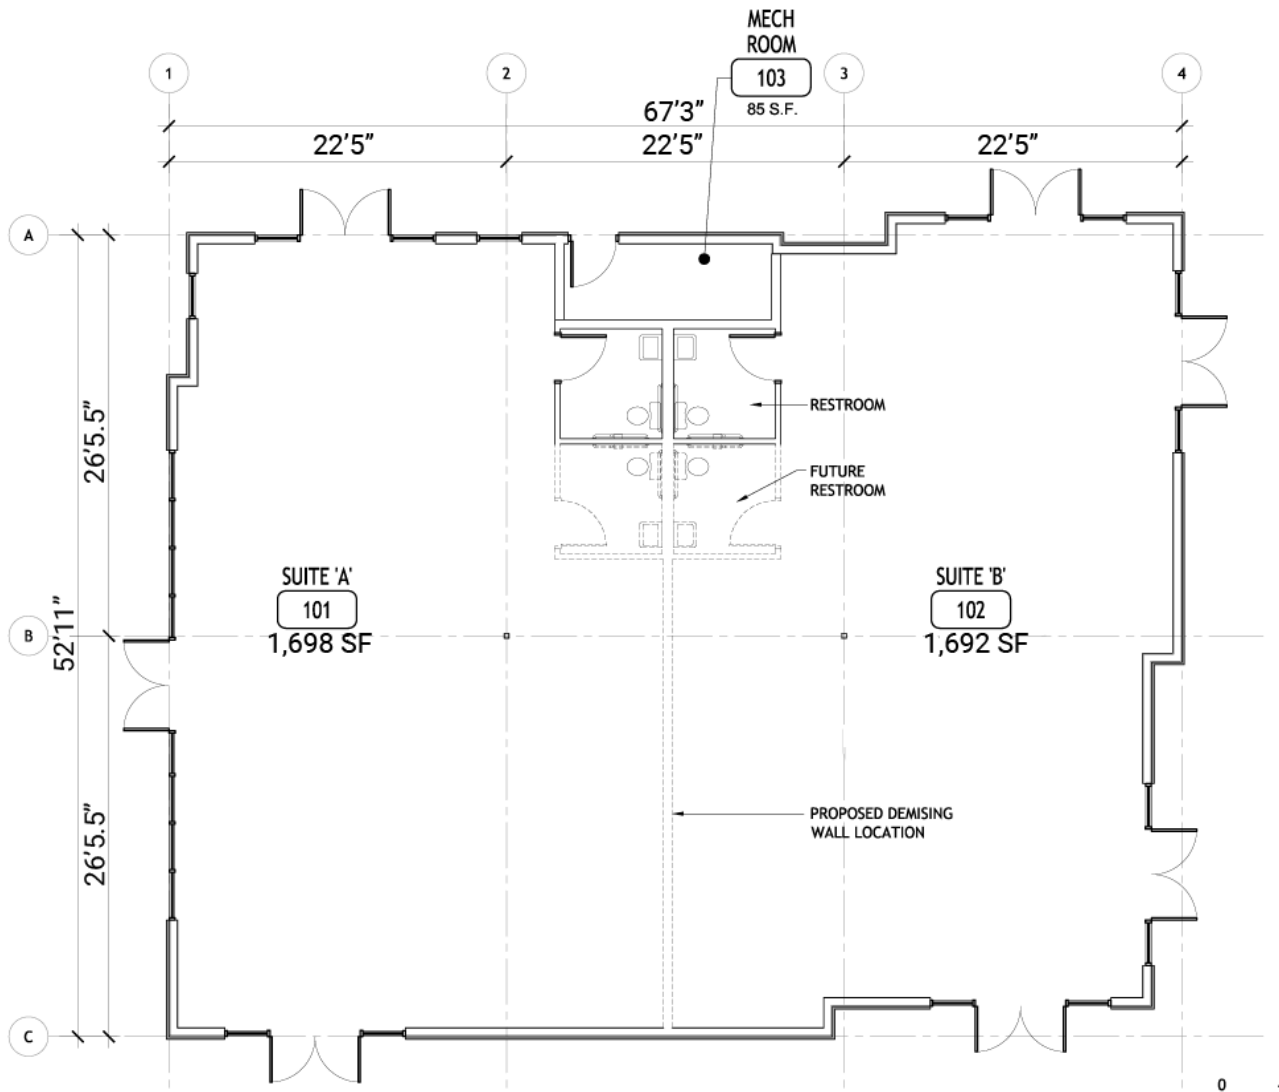 MECH
ROOM
1
2
103
3
4
85 S.F.
67'3"
22'5"
22'5"
22'5"
A
26'5.5"
RESTROOM
FUTURE
RESTROOM
SUITE 'A'
SUITE 'B'
101
102
B
52'11"
1,698 SF
1,692 SF
26'5.5"
PROPOSED DEMISING
WALL LOCATION
C
0